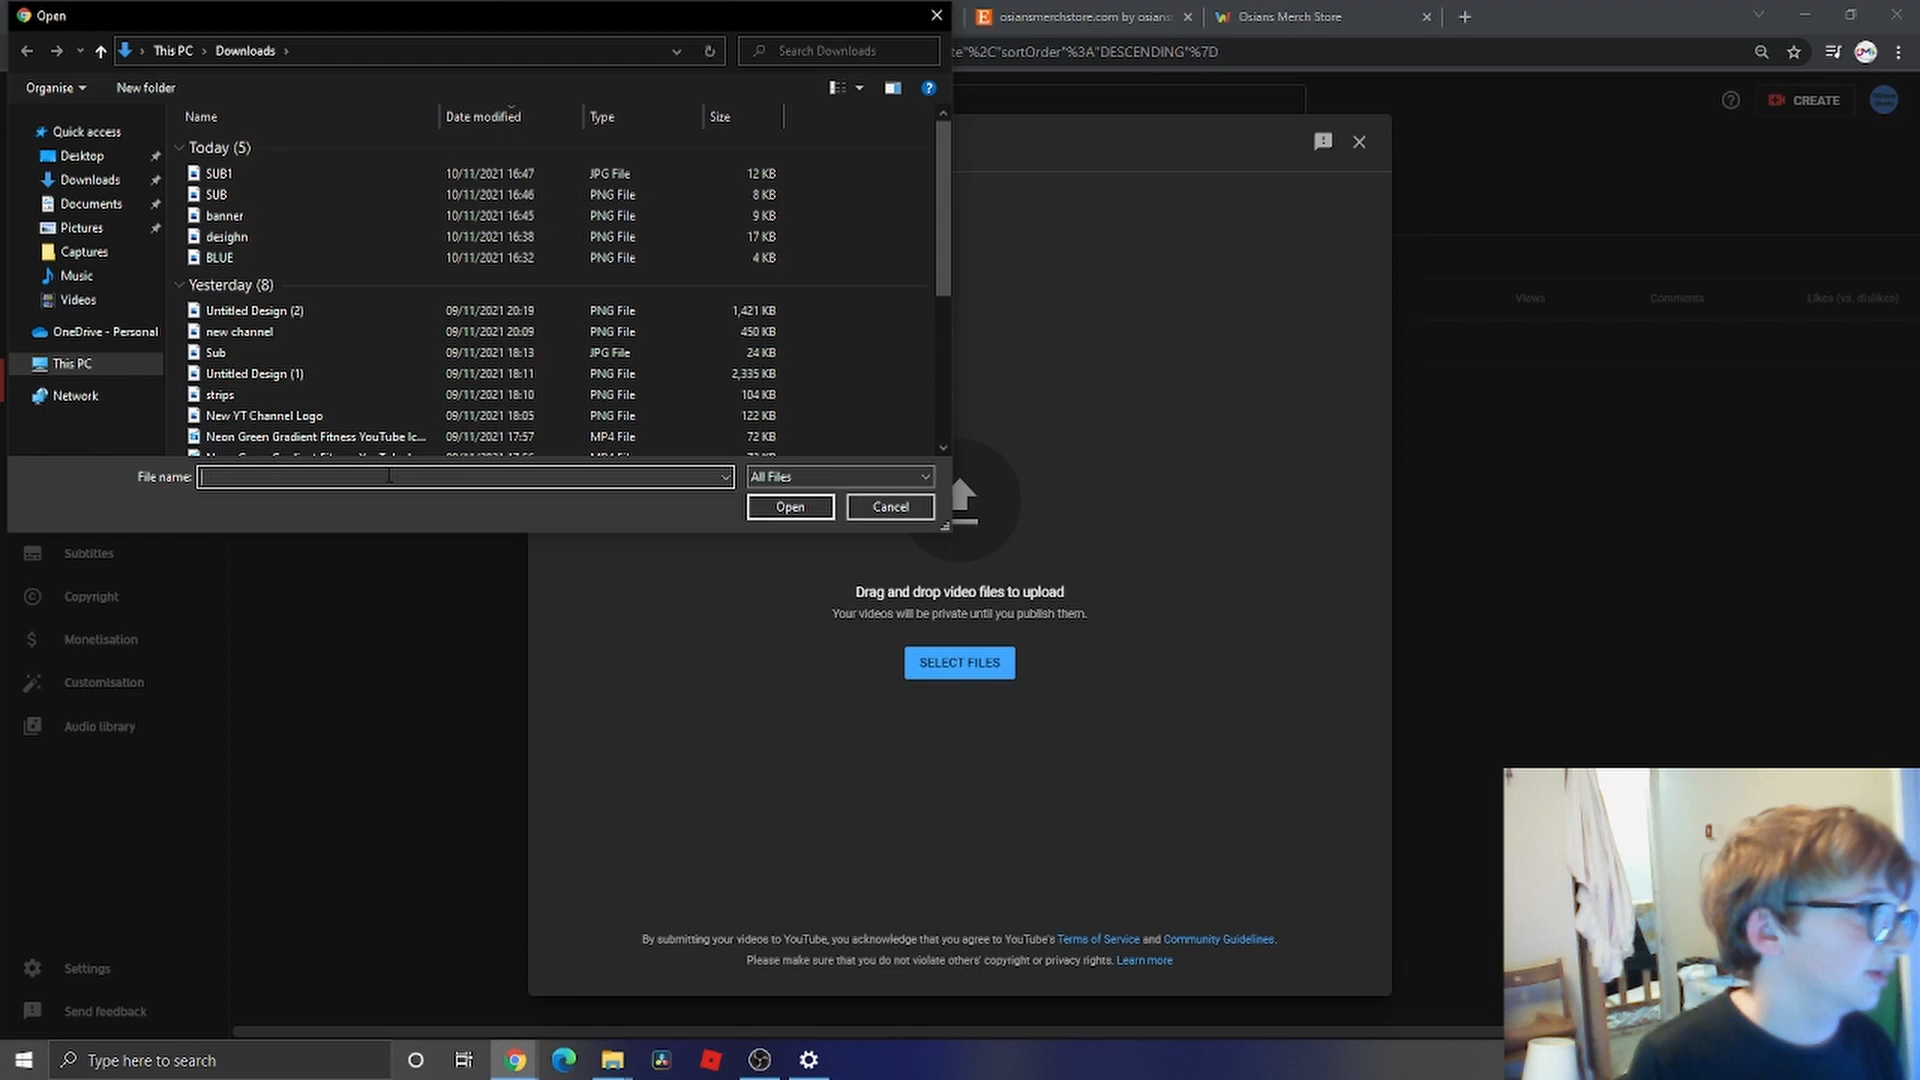 Open
osiansmerchstore.com by osians
Osians Merch Store
This PC
Downloads
Search Downloads
te"%2C"sortOrder"%3A"DESCENDING"%7D
Organise
New folder
CREATE
Name
Date modified
Type
Size
Quick access
Desktop
Downloads
Documents
Pictures
Captures
Music
Videos
OneDrive - Personal
This PC
Network
Today (5)
SUB1 10/11/2021 16:47 JPG File 12 KB
SUB 10/11/2021 16:46 PNG File 8 KB
banner 10/11/2021 16:45 PNG File 9 KB
desighn 10/11/2021 16:38 PNG File 17 KB
BLUE 10/11/2021 16:32 PNG File 4 KB
Yesterday (8)
Untitled Design (2) 09/11/2021 20:19 PNG File 1,421 KB
new channel 09/11/2021 20:09 PNG File 450 KB
Sub 09/11/2021 18:13 JPG File 24 KB
Untitled Design (1) 09/11/2021 18:11 PNG File 2,335 KB
strips 09/11/2021 18:10 PNG File 104 KB
New YT Channel Logo 09/11/2021 18:05 PNG File 122 KB
Neon Green Gradient Fitness YouTube Ic... 09/11/2021 17:57 MP4 File 72 KB
File name:
All Files
Open
Cancel
Views
Comments
Likes (vs. dislikes)
Subtitles
Copyright
Monetisation
Customisation
Audio library
Settings
Send feedback
Drag and drop video files to upload
Your videos will be private until you publish them.
SELECT FILES
By submitting your videos to YouTube, you acknowledge that you agree to YouTube's Terms of Service and Community Guidelines.
Please make sure that you do not violate others' copyright or privacy rights. Learn more
Type here to search